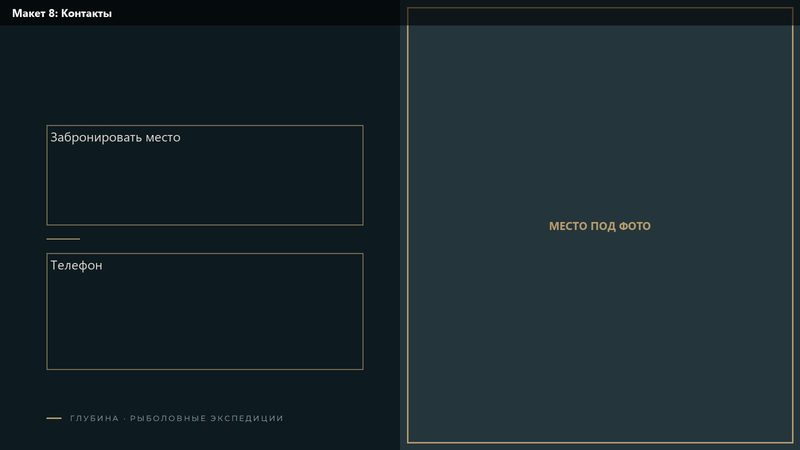 Макет 8: Контакты
Забронировать место
Телефон
ГЛУБИНА · РЫБОЛОВНЫЕ ЭКСПЕДИЦИИ
МЕСТО ПОД ФОТО